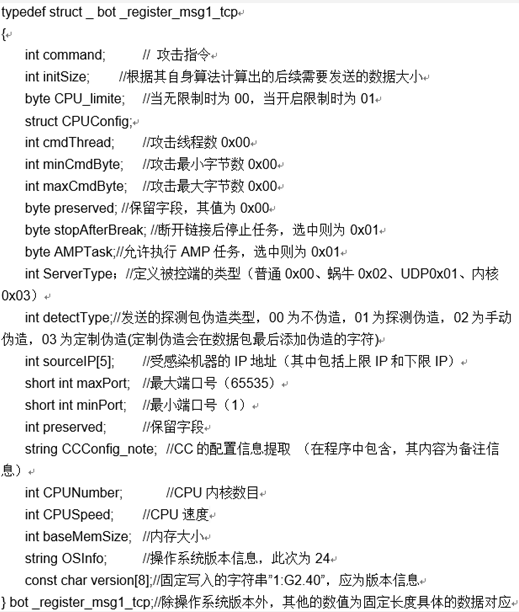 typedef struct _ bot _register_msg1_tcp
{
int command; // 攻击指令
int initSize; //根据其自身算法计算出的后续需要发送的数据大小
byte CPU_limite; //当无限制时为 00，当开启限制时为 01
struct CPUConfig;
int cmdThread; //攻击线程数 0x00
int minCmdByte; //攻击最小字节数 0x00
int maxCmdByte; //攻击最大字节数 0x00
byte preserved; //保留字段，其值为 0x00
byte stopAfterBreak; //断开链接后停止任务，选中则为 0x01
byte AMPTask;//允许执行 AMP 任务，选中则为 0x01
int ServerType；//定义被控端的类型（普通 0x00、蜗牛 0x02、UDP0x01、内核
0x03）
int detectType;//发送的探测包伪造类型，00 为不伪造，01 为探测伪造，02 为手动
伪造，03 为定制伪造(定制伪造会在数据包最后添加伪造的字符)
int sourceIP[5]; //受感染机器的 IP 地址（其中包括上限 IP 和下限 IP）
short int maxPort; //最大端口号（65535）
short int minPort; //最小端口号（1）
int preserved; //保留字段
string CCConfig_note; //CC 的配置信息提取 （在程序中包含，其内容为备注信
息）
int CPUNumber; //CPU 内核数目
int CPUSpeed; //CPU 速度
int baseMemSize; //内存大小
string OSInfo; //操作系统版本信息，此次为 24
const char version[8];//固定写入的字符串”1:G2.40”，应为版本信息
} bot _register_msg1_tcp;//除操作系统版本外，其他的数值为固定长度具体的数据对应